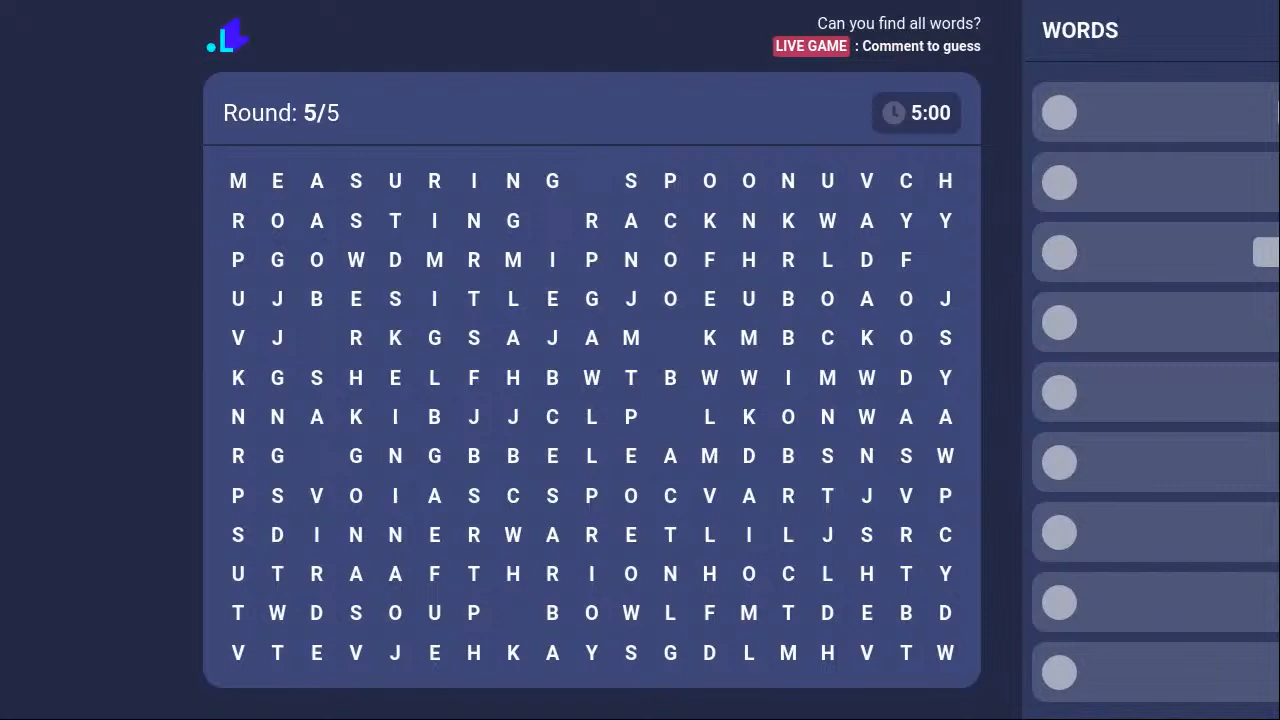 Can you find all words?
LIVE GAME : Comment to guess
WORDS
Round: 5/5
5:00
M E A S U R I N G S P O O N U V C H
R O A S T I N G R A C K N K W A Y Y
P G O W D M R M I P N O F H R L D F
U J B E S I T L E G J O E U B O A O J
V J R K G S A J A M K M B C K O S
K G S H E L F H B W T B W W I M W D Y
N N A K I B J J C L P L K O N W A A
R G G N G B B E L E A M D B S N S W
P S V O I A S C S P O C V A R T J V P
S D I N N E R W A R E T L I L J S R C
U T R A A F T H R I O N H O C L H T Y
T W D S O U P B O W L F M T D E B D
V T E V J E H K A Y S G D L M H V T W